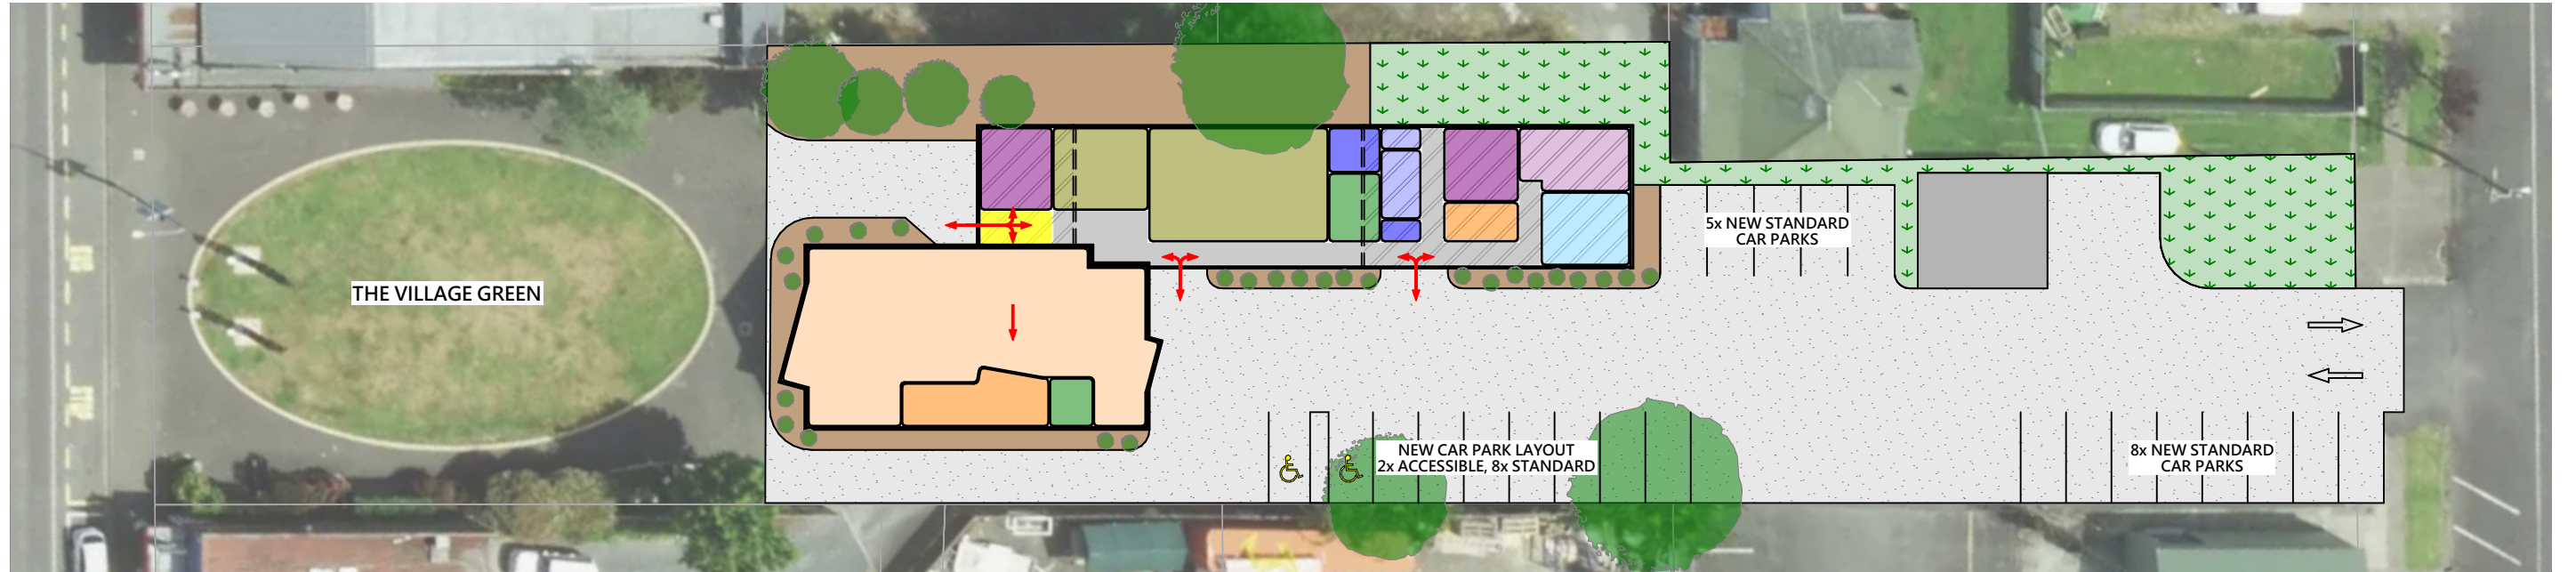 THE VILLAGE GREEN
5x NEW STANDARD
CAR PARKS
NEW CAR PARK LAYOUT
2x ACCESSIBLE, 8x STANDARD
8x NEW STANDARD
CAR PARKS